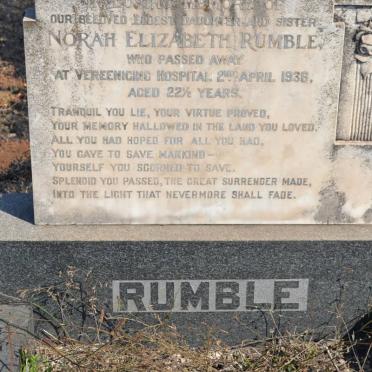 OUR BELOVED ELDEST DAUGHTER AND SISTER
NORAH ELIZABETH RUMBLE,
WHO PASSED AWAY
AT VEREENIGING HOSPITAL 2ND APRIL 1936,
AGED 22½ YEARS.
TRANQUIL YOU LIE, YOUR VIRTUE PROVED,
YOUR MEMORY HALLOWED IN THE LAND YOU LOVED.
ALL YOU HAD HOPED FOR ALL YOU HAD,
YOU GAVE TO SAVE MANKIND—
YOURSELF YOU SCORNED TO SAVE.
SPLENDID YOU PASSED, THE GREAT SURRENDER MADE,
INTO THE LIGHT THAT NEVERMORE SHALL FADE.
RUMBLE